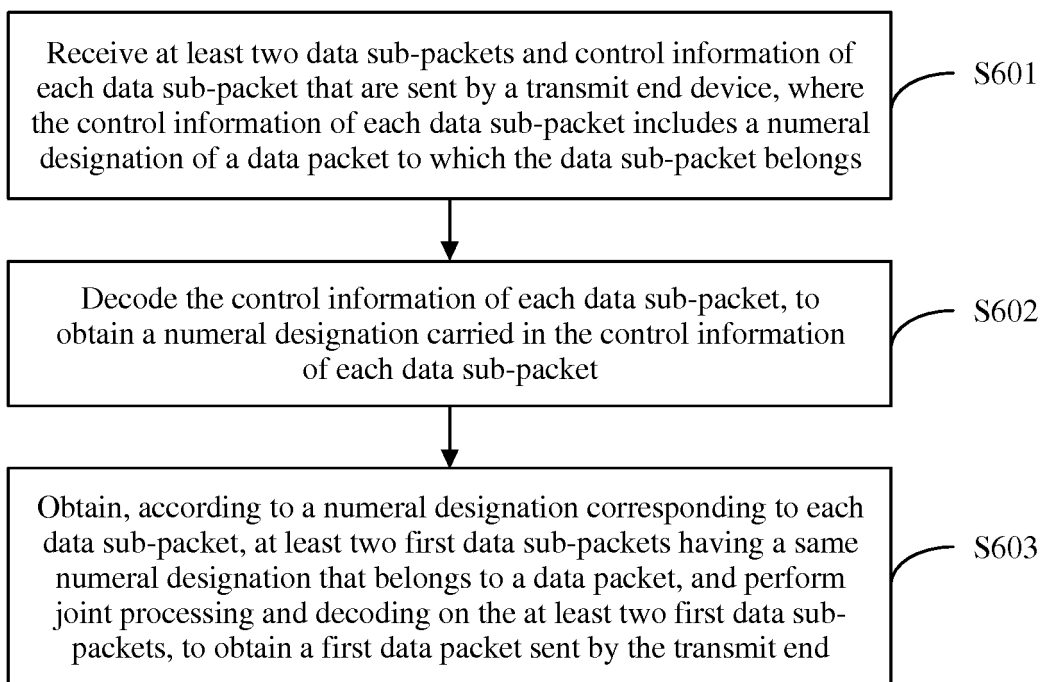 Receive at least two data sub-packets and control information of
each data sub-packet that are sent by a transmit end device, where
the control information of each data sub-packet includes a numeral
designation of a data packet to which the data sub-packet belongs
S601
Decode the control information of each data sub-packet, to
obtain a numeral designation carried in the control information
of each data sub-packet
S602
Obtain, according to a numeral designation corresponding to each
data sub-packet, at least two first data sub-packets having a same
numeral designation that belongs to a data packet, and perform
joint processing and decoding on the at least two first data sub-
packets, to obtain a first data packet sent by the transmit end
S603